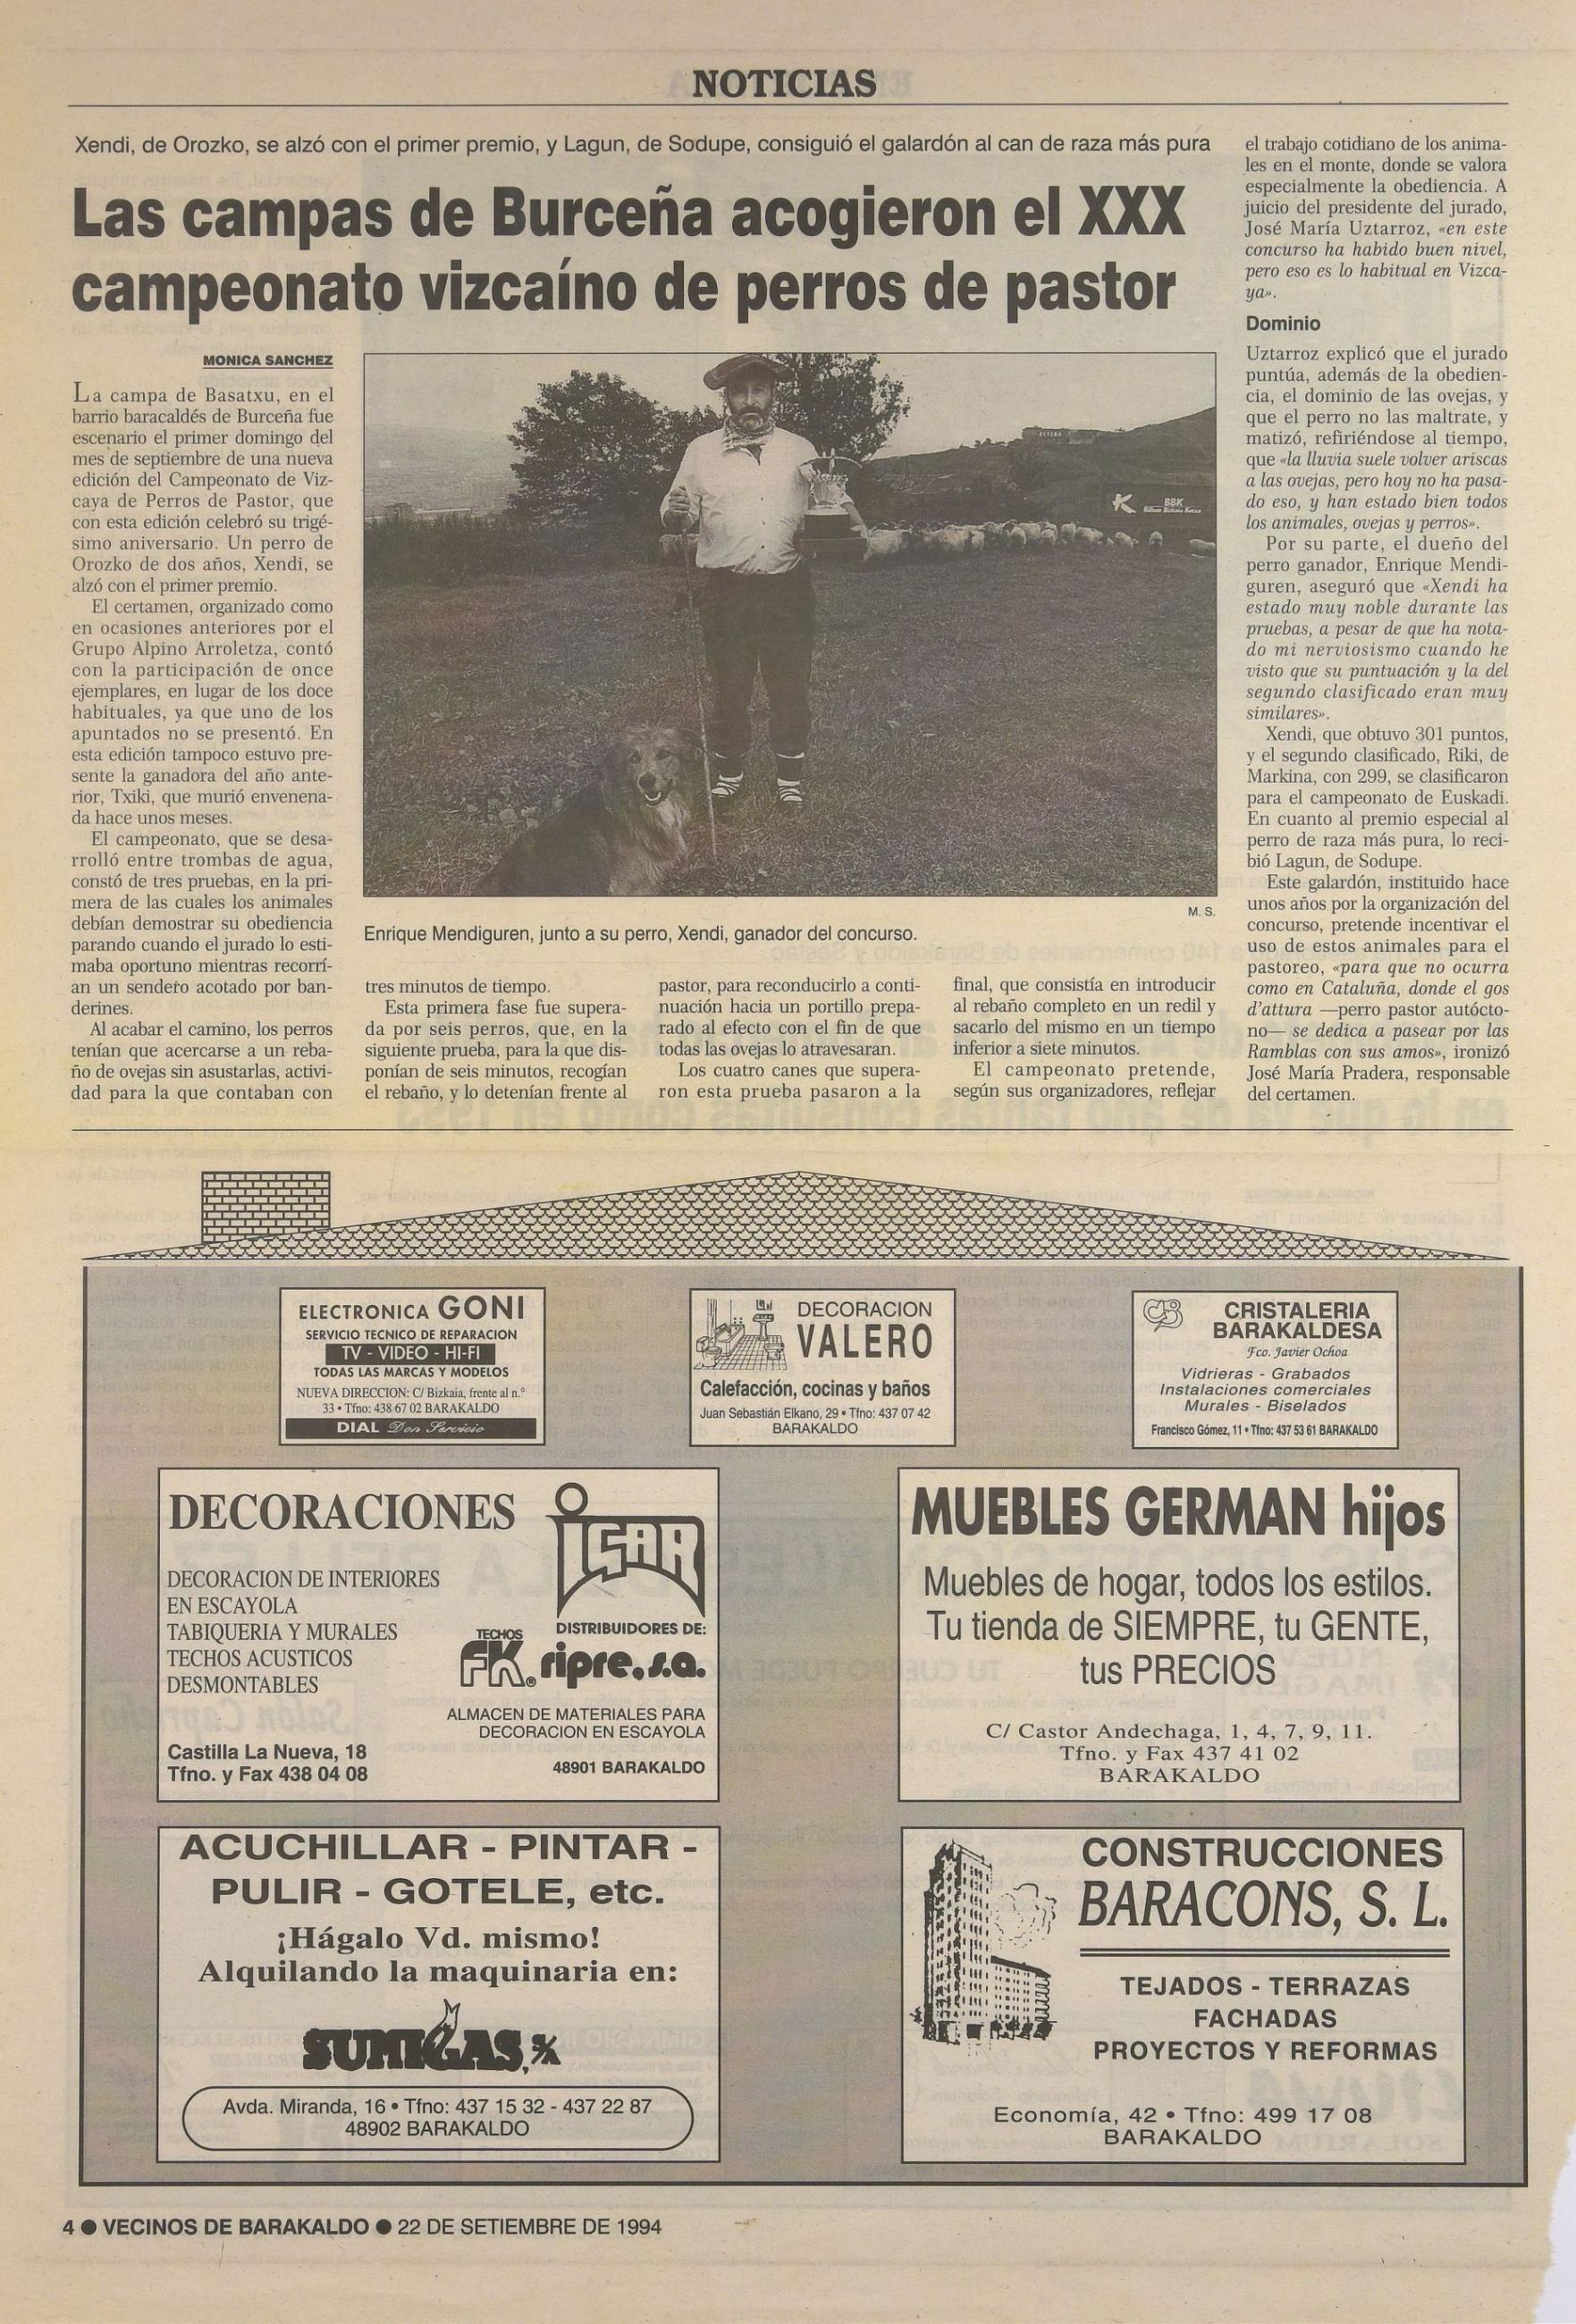 NOTICIAS
Xendi, de Orozko, se alzó con el primer premio, y Lagun, de Sodupe, consiguió el galardón al can de raza más pura
Las campas de Burceña acogieron el XXX
campeonato vizcaíno de perros de pastor
MONICA SANCHEZ
La campa de Basatxu, en el
barrio baracaldés de Burceña fue
escenario el primer domingo del
mes de septiembre de una nueva
edición del Campeonato de Viz-
caya de Perros de Pastor, que
con esta edición celebró su trigé-
simo aniversario. Un perro de
Orozko de dos años, Xendi, se
alzó con el primer premio.
El certamen, organizado como
en ocasiones anteriores por el
Grupo Alpino Arroletza, contó
con la participación de once
ejemplares, en lugar de los doce
habituales, ya que uno de los
apuntados no se presentó. En
esta edición tampoco estuvo pre-
sente la ganadora del año ante-
rior, Txiki, que murió envenena-
da hace unos meses.
El campeonato, que se desa-
rrolló entre trombas de agua,
constó de tres pruebas, en la pri-
mera de las cuales los animales
debían demostrar su obediencia
parando cuando el jurado lo esti-
maba oportuno mientras recorrí-
an un sendero acotado por ban-
derines.
Al acabar el camino, los perros
tenían que acercarse a un reba-
ño de ovejas sin asustarlas, activi-
dad para la que contaban con
K BBK
M. S.
Enrique Mendiguren, junto a su perro, Xendi, ganador del concurso.
tres minutos de tiempo.
Esta primera fase fue supera-
da por seis perros, que, en la
siguiente prueba, para la que dis-
ponían de seis minutos, recogían
el rebaño, y lo detenían frente al
pastor, para reconducirlo a conti-
nuación hacia un portillo prepa-
rado al efecto con el fin de que
todas las ovejas lo atravesaran.
Los cuatro canes que supera-
ron esta prueba pasaron a la
final, que consistía en introducir
al rebaño completo en un redil y
sacarlo del mismo en un tiempo
inferior a siete minutos.
El campeonato pretende,
según sus organizadores, reflejar
el trabajo cotidiano de los anima-
les en el monte, donde se valora
especialmente la obediencia. A
juicio del presidente del jurado,
José María Uztarroz, «en este
concurso ha habido buen nivel,
pero eso es lo habitual en Vizca-
ya».
Dominio
Uztarroz explicó que el jurado
puntúa, además de la obedien-
cia, el dominio de las ovejas, y
que el perro no las maltrate, y
matizó, refiriéndose al tiempo,
que «la lluvia suele volver ariscas
a las ovejas, pero hoy no ha pasa-
do eso, y han estado bien todos
los animales, ovejas y perros».
Por su parte, el dueño del
perro ganador, Enrique Mendi-
guren, aseguró que «Xendi ha
estado muy noble durante las
pruebas, a pesar de que ha nota-
do mi nerviosismo cuando he
visto que su puntuación y la del
segundo clasificado eran muy
similares».
Xendi, que obtuvo 301 puntos,
y el segundo clasificado, Riki, de
Markina, con 299, se clasificaron
para el campeonato de Euskadi.
En cuanto al premio especial al
perro de raza más pura, lo reci-
bió Lagun, de Sodupe.
Este galardón, instituido hace
unos años por la organización del
concurso, pretende incentivar el
uso de estos animales para el
pastoreo, «para que no ocurra
como en Cataluña, donde el gos
d'attura —perro pastor autócto-
no— se dedica a pasear por las
Ramblas con sus amos», ironizó
José María Pradera, responsable
del certamen.
ELECTRONICA GONI
SERVICIO TECNICO DE REPARACION
TV - VIDEO - HI-FI
TODAS LAS MARCAS Y MODELOS
NUEVA DIRECCION: C/ Bizkaia, frente al n.º
33 • Tfno: 438 67 02 BARAKALDO
DIAL Don Servicio
DECORACION
VALERO
Calefacción, cocinas y baños
Juan Sebastián Elkano, 29 • Tfno: 437 07 42
BARAKALDO
CRISTALERIA
BARAKALDESA
Fco. Javier Ochoa
Vidrieras - Grabados
Instalaciones comerciales
Murales - Biselados
Francisco Gómez, 11 • Tfno: 437 53 61 BARAKALDO
DECORACIONES
iCAR
DECORACION DE INTERIORES
EN ESCAYOLA
TABIQUERIA Y MURALES
TECHOS ACUSTICOS
DESMONTABLES
DISTRIBUIDORES DE:
TECHOS
FK® ripre, s.a.
ALMACEN DE MATERIALES PARA
DECORACION EN ESCAYOLA
Castilla La Nueva, 18
Tfno. y Fax 438 04 08
48901 BARAKALDO
MUEBLES GERMAN hijos
Muebles de hogar, todos los estilos.
Tu tienda de SIEMPRE, tu GENTE,
tus PRECIOS
C/ Castor Andechaga, 1, 4, 7, 9, 11.
Tfno. y Fax 437 41 02
BARAKALDO
ACUCHILLAR - PINTAR -
PULIR - GOTELE, etc.
¡Hágalo Vd. mismo!
Alquilando la maquinaria en:
SUMIGAS,
Avda. Miranda, 16 • Tfno: 437 15 32 - 437 22 87
48902 BARAKALDO
CONSTRUCCIONES
BARACONS, S. L.
TEJADOS - TERRAZAS
FACHADAS
PROYECTOS Y REFORMAS
Economía, 42 • Tfno: 499 17 08
BARAKALDO
4 ● VECINOS DE BARAKALDO ● 22 DE SETIEMBRE DE 1994